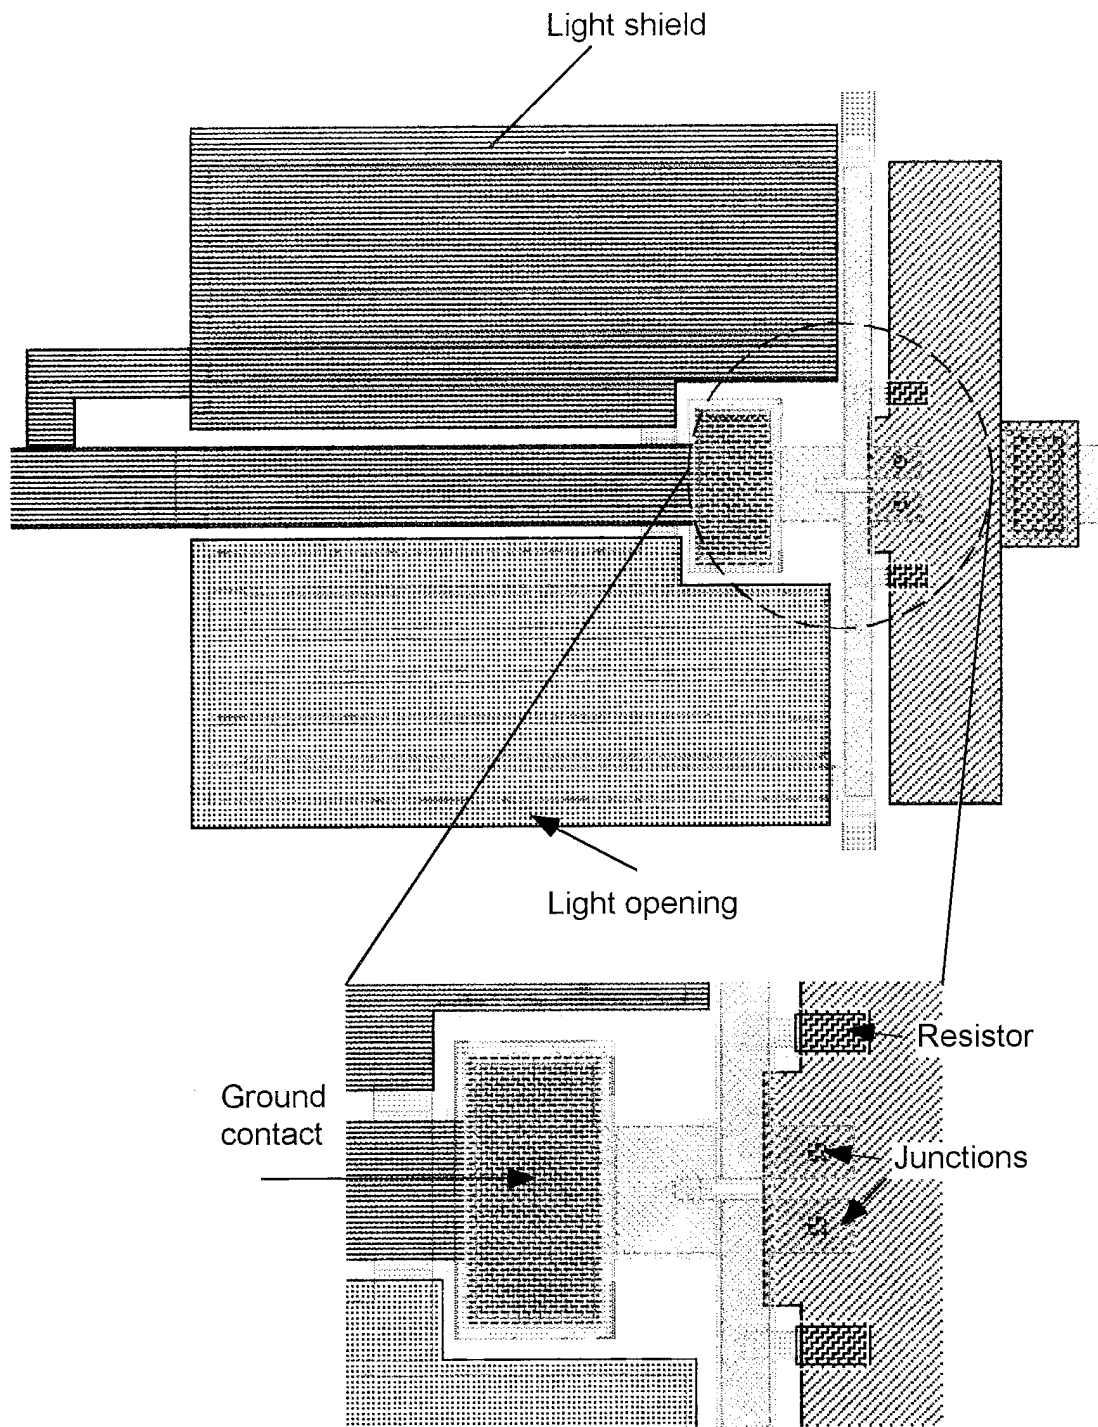 Light shield
Light opening
Resistor
Ground
contact
Junctions